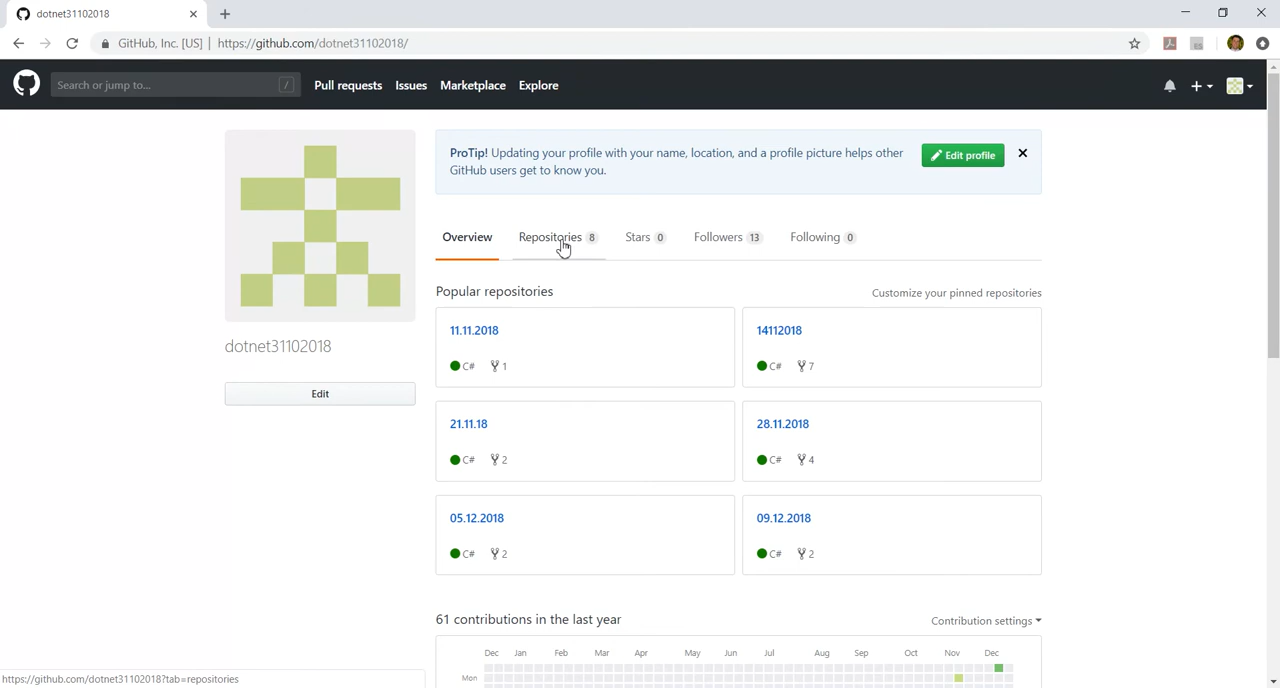 dotnet31102018
GitHub, Inc. [US] | https://github.com/dotnet31102018/
Search or jump to... /
Pull requests Issues Marketplace Explore
ProTip! Updating your profile with your name, location, and a profile picture helps other
GitHub users get to know you.
Edit profile
Overview Repositories 8 Stars 0 Followers 13 Following 0
Popular repositories
Customize your pinned repositories
11.11.2018
C# 1
14112018
C# 7
dotnet31102018
Edit
21.11.18
C# 2
28.11.2018
C# 4
05.12.2018
C# 2
09.12.2018
C# 2
61 contributions in the last year
Contribution settings
Dec Jan Feb Mar Apr May Jun Jul Aug Sep Oct Nov Dec
Mon
https://github.com/dotnet31102018?tab=repositories